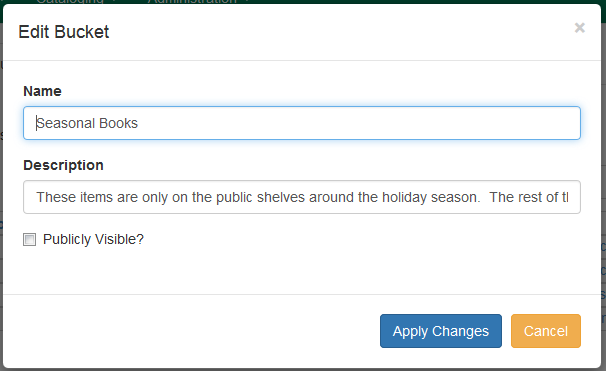 Cataloging Administration
Edit Bucket
×
Name
Seasonal Books
Description
These items are only on the public shelves around the holiday season.  The rest of tl
Publicly Visible?
Apply Changes
Cancel